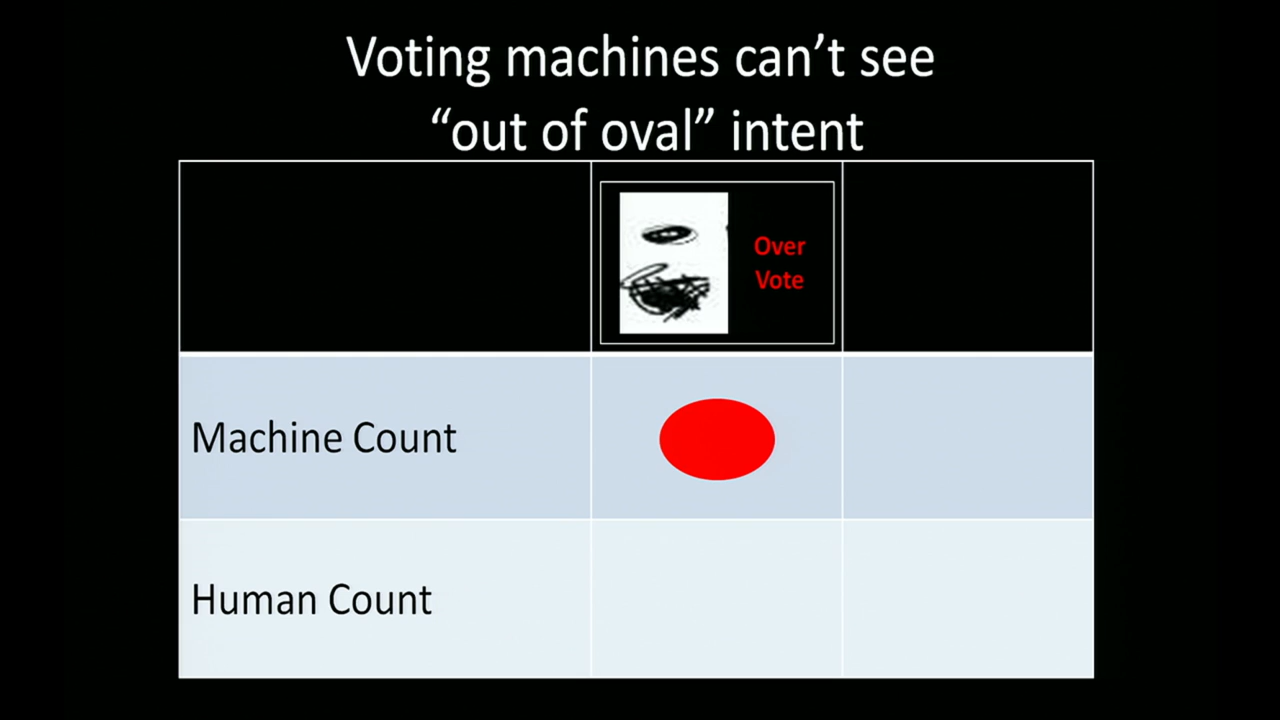 Voting machines can’t see
“out of oval” intent
Over
Vote
Machine Count
Human Count